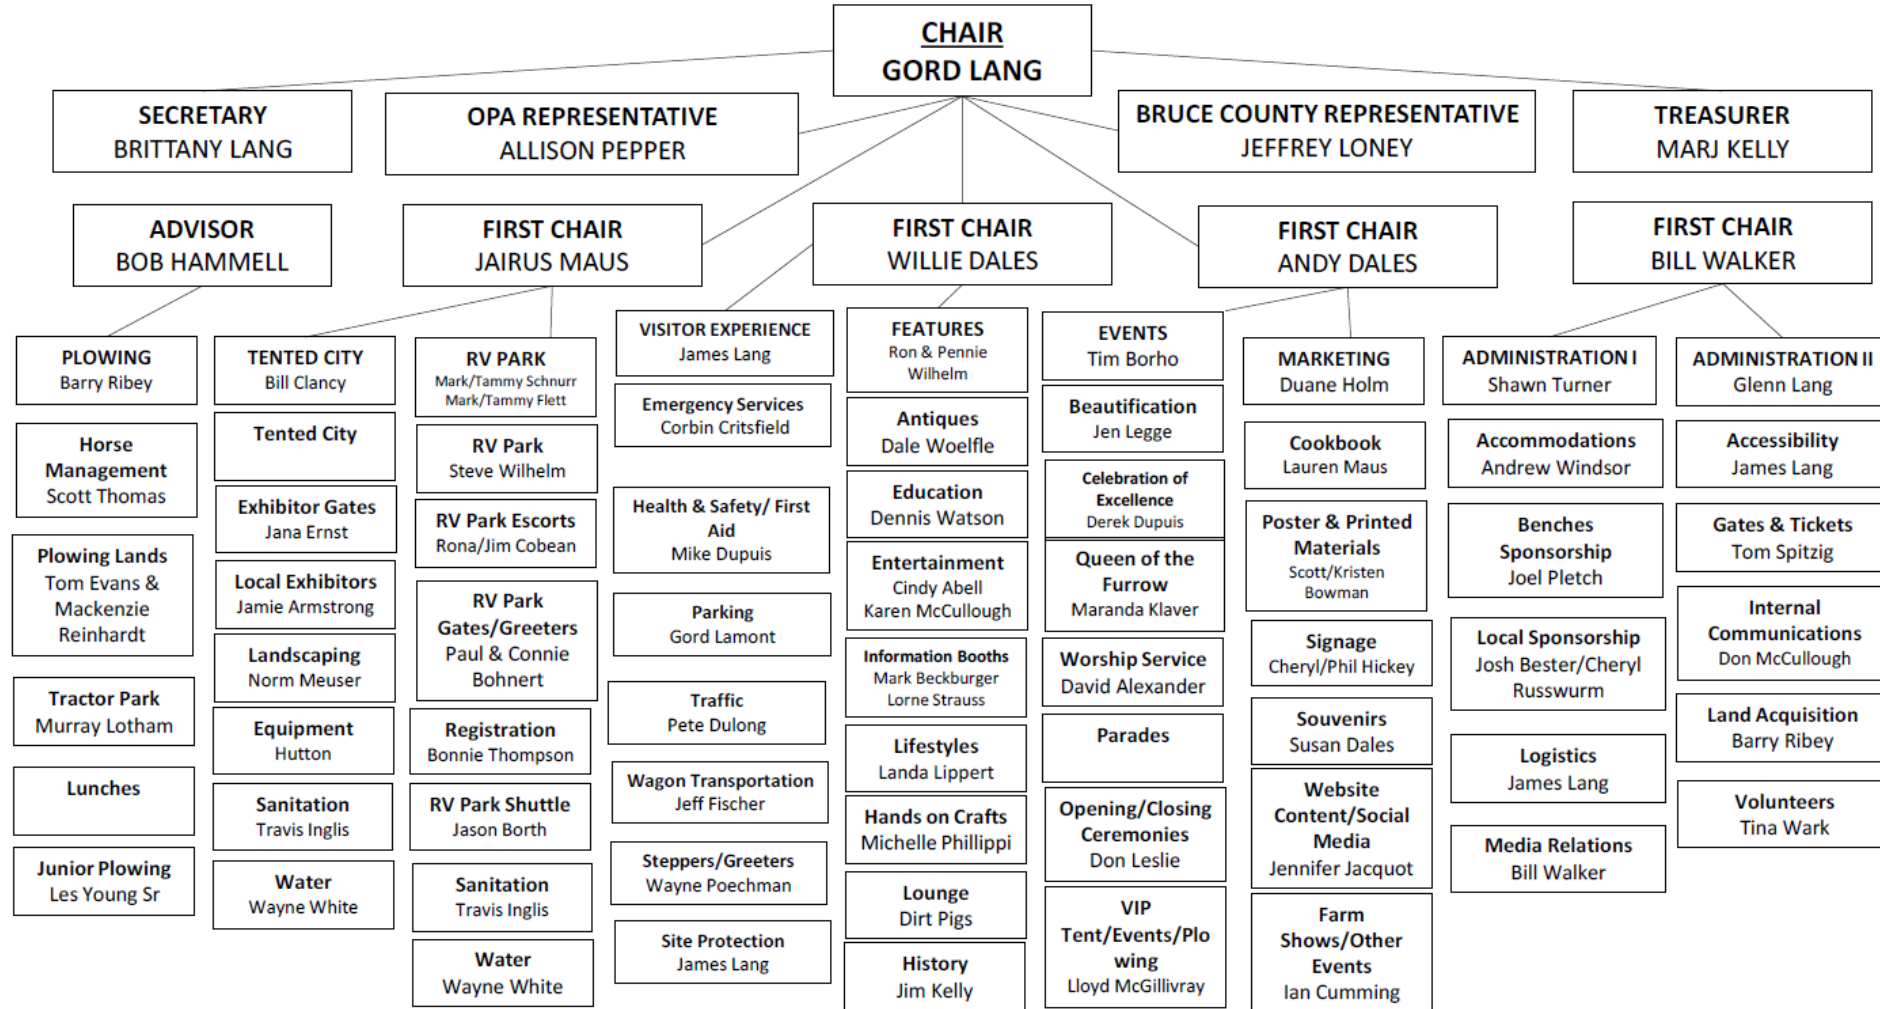 CHAIR
GORD LANG
SECRETARY
BRITTANY LANG
OPA REPRESENTATIVE
ALLISON PEPPER
BRUCE COUNTY REPRESENTATIVE
JEFFREY LONEY
TREASURER
MARJ KELLY
ADVISOR
BOB HAMMELL
FIRST CHAIR
JAIRUS MAUS
FIRST CHAIR
WILLIE DALES
FIRST CHAIR
ANDY DALES
FIRST CHAIR
BILL WALKER
PLOWING
Barry Ribey
Horse
Management
Scott Thomas
Plowing Lands
Tom Evans &
Mackenzie
Reinhardt
Tractor Park
Murray Lotham
Lunches
Junior Plowing
Les Young Sr
TENTED CITY
Bill Clancy
Tented City
Exhibitor Gates
Jana Ernst
Local Exhibitors
Jamie Armstrong
Landscaping
Norm Meuser
Equipment
Hutton
Sanitation
Travis Inglis
Water
Wayne White
RV PARK
Mark/Tammy Schnurr
Mark/Tammy Flett
RV Park
Steve Wilhelm
RV Park Escorts
Rona/Jim Cobean
RV Park
Gates/Greeters
Paul & Connie
Bohnert
Registration
Bonnie Thompson
RV Park Shuttle
Jason Borth
Sanitation
Travis Inglis
Water
Wayne White
VISITOR EXPERIENCE
James Lang
Emergency Services
Corbin Critsfield
Health & Safety/ First
Aid
Mike Dupuis
Parking
Gord Lamont
Traffic
Pete Dulong
Wagon Transportation
Jeff Fischer
Steppers/Greeters
Wayne Poechman
Site Protection
James Lang
FEATURES
Ron & Pennie
Wilhelm
Antiques
Dale Woelfle
Education
Dennis Watson
Entertainment
Cindy Abell
Karen McCullough
Information Booths
Mark Beckburger
Lorne Strauss
Lifestyles
Landa Lippert
Hands on Crafts
Michelle Phillippi
Lounge
Dirt Pigs
History
Jim Kelly
EVENTS
Tim Borho
Beautification
Jen Legge
Celebration of
Excellence
Derek Dupuis
Queen of the
Furrow
Maranda Klaver
Worship Service
David Alexander
Parades
Opening/Closing
Ceremonies
Don Leslie
VIP
Tent/Events/Plo
wing
Lloyd McGillivray
MARKETING
Duane Holm
Cookbook
Lauren Maus
Poster & Printed
Materials
Scott/Kristen
Bowman
Signage
Cheryl/Phil Hickey
Souvenirs
Susan Dales
Website
Content/Social
Media
Jennifer Jacquot
Farm
Shows/Other
Events
Ian Cumming
ADMINISTRATION I
Shawn Turner
Accommodations
Andrew Windsor
Benches
Sponsorship
Joel Pletch
Local Sponsorship
Josh Bester/Cheryl
Russwurm
Logistics
James Lang
Media Relations
Bill Walker
ADMINISTRATION II
Glenn Lang
Accessibility
James Lang
Gates & Tickets
Tom Spitzig
Internal
Communications
Don McCullough
Land Acquisition
Barry Ribey
Volunteers
Tina Wark